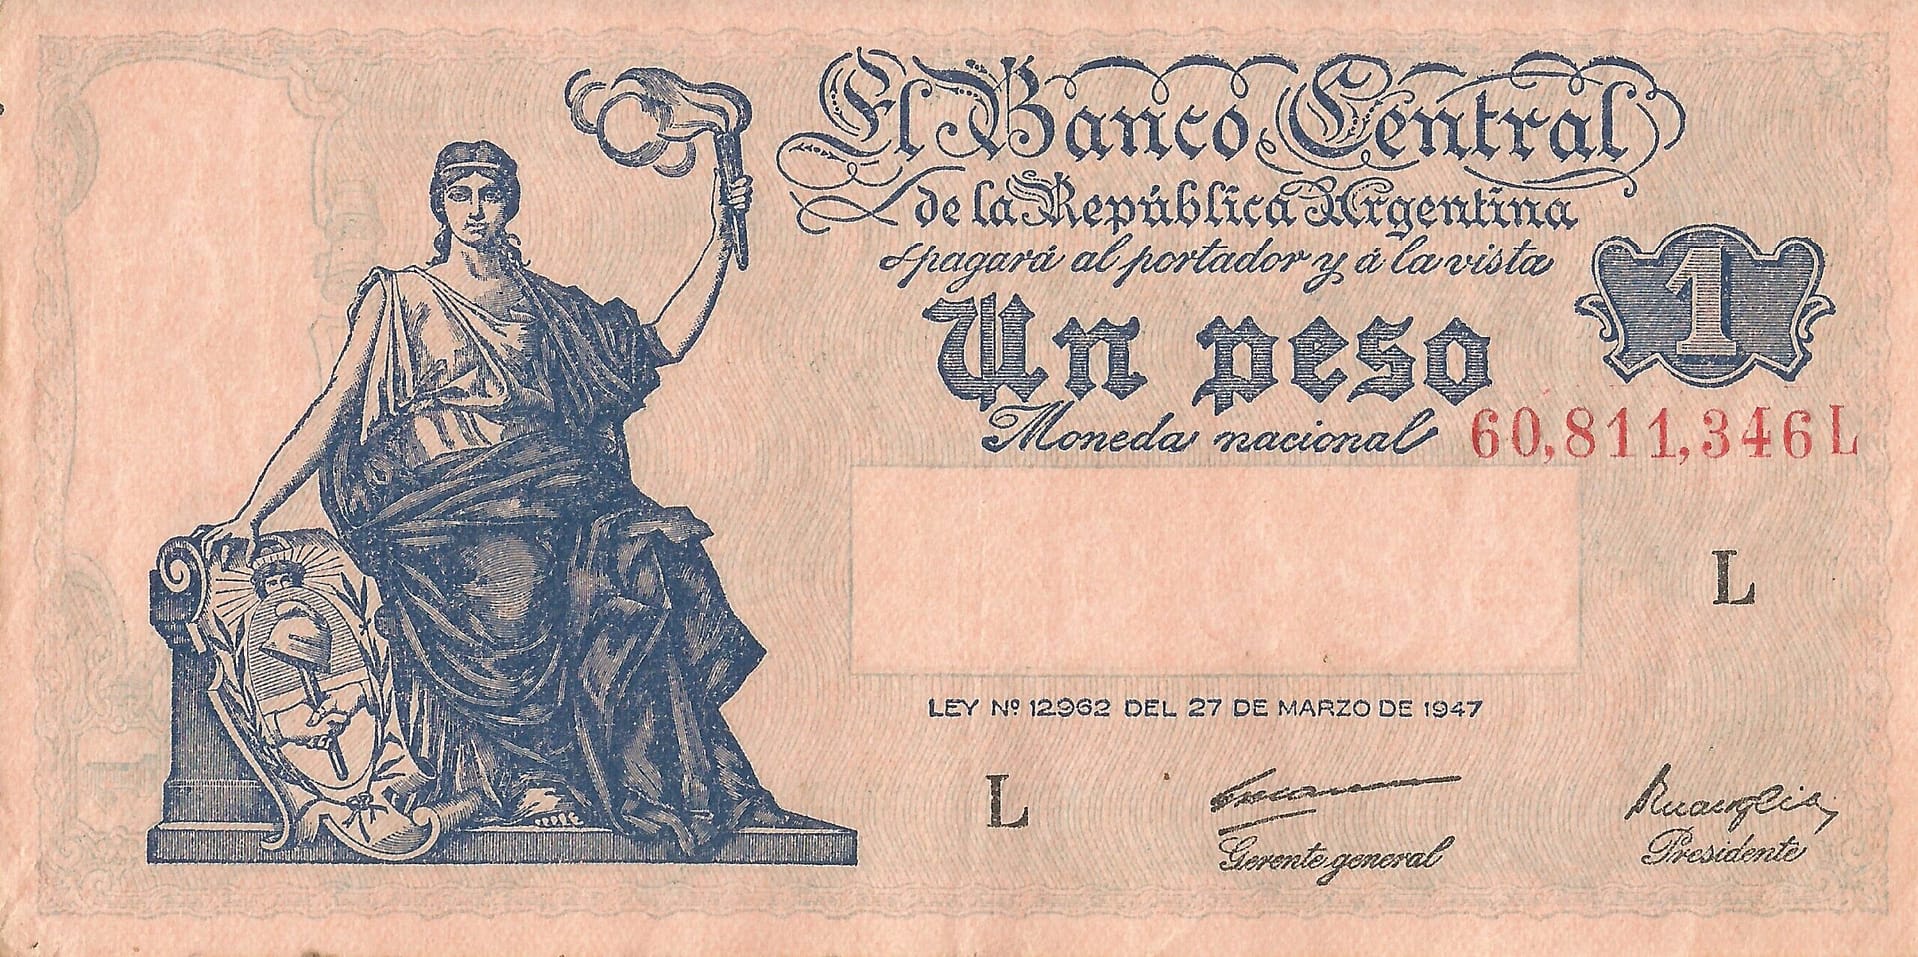 El Banco Central
de la República Argentina
pagará al portador y á la vista
1
Un peso
Moneda nacional
60,811,346L
L
LEY Nº 12962 DEL 27 DE MARZO DE 1947
L
Gerente general
Presidente